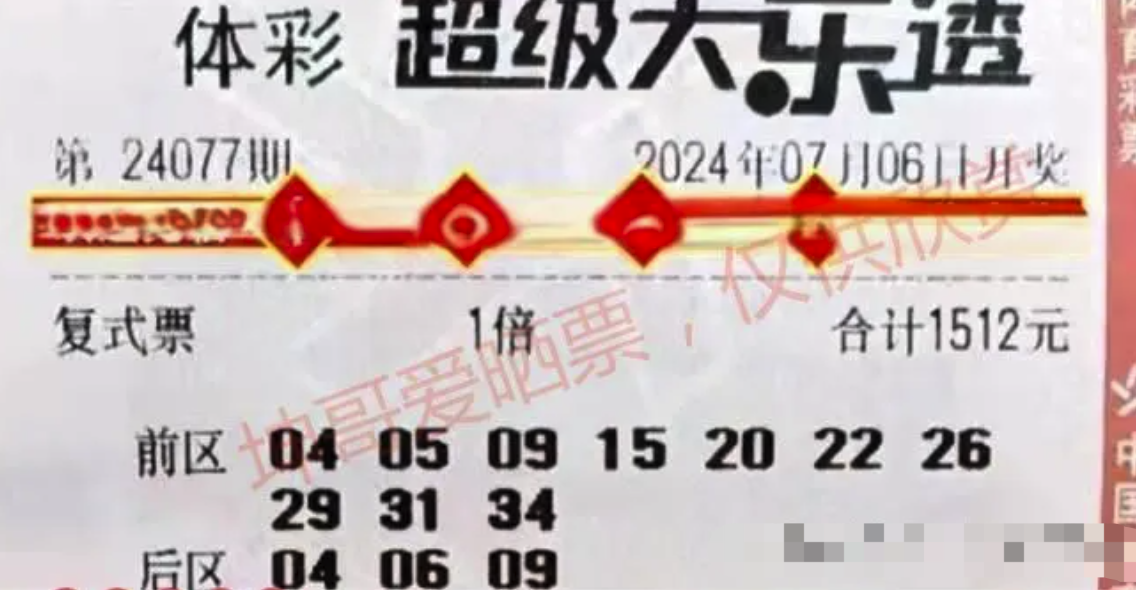 体彩 超级大乐透
第 24077期 2024年07月06日开奖
复式票 1倍 合计1512元
坤哥爱晒票，仅供欣赏
前区 04 05 09 15 20 22 26
29 31 34
后区 04 06 09
中国